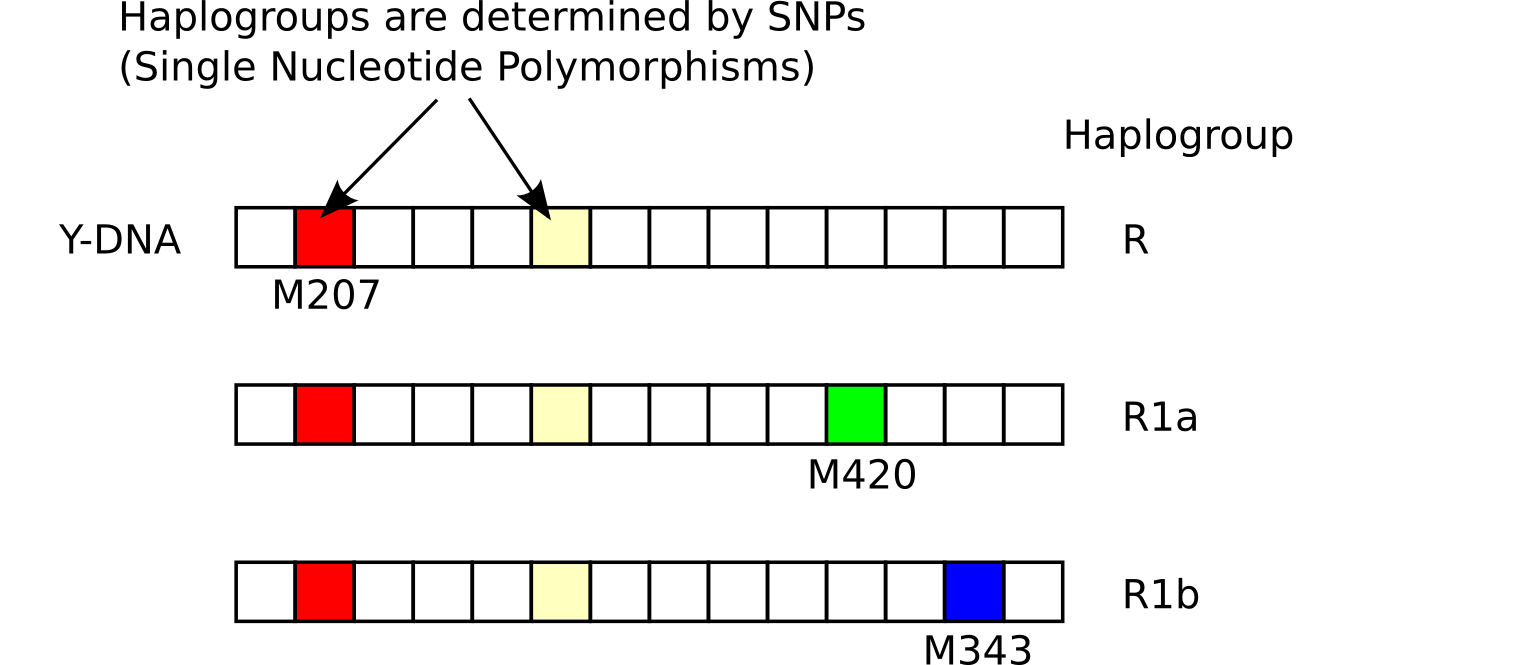 Haplogroups are determined by SNPs
(Single Nucleotide Polymorphisms)
Haplogroup
Y-DNA
R
M207
R1a
M420
R1b
M343